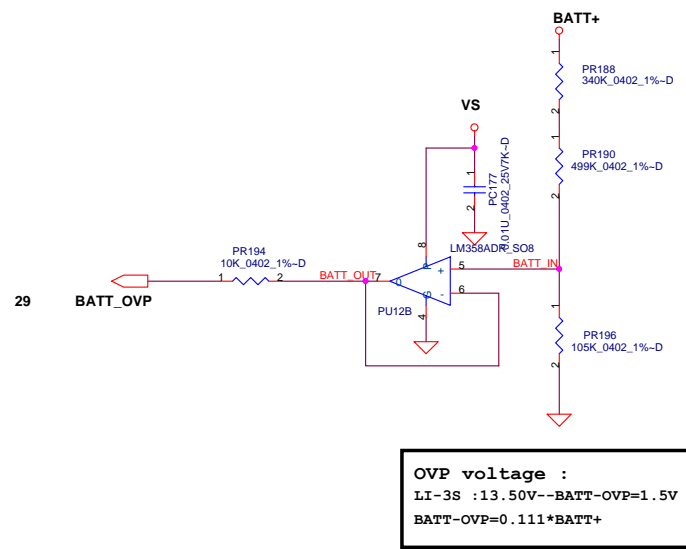 BATT+
1
PR188
340K_0402_1%~D
2
VS
1
PR190
499K_0402_1%~D
2
1
PC177
0.01U_0402_25V7K~D
2
8
LM358ADR_SO8
P
+
5
BATT_IN
PR194
10K_0402_1%~D
1
2
BATT_OUT
7
0
-
6
G
PU12B
4
29
BATT_OVP
1
PR196
105K_0402_1%~D
2
OVP voltage :
LI-3S :13.50V--BATT-OVP=1.5V
BATT-OVP=0.111*BATT+